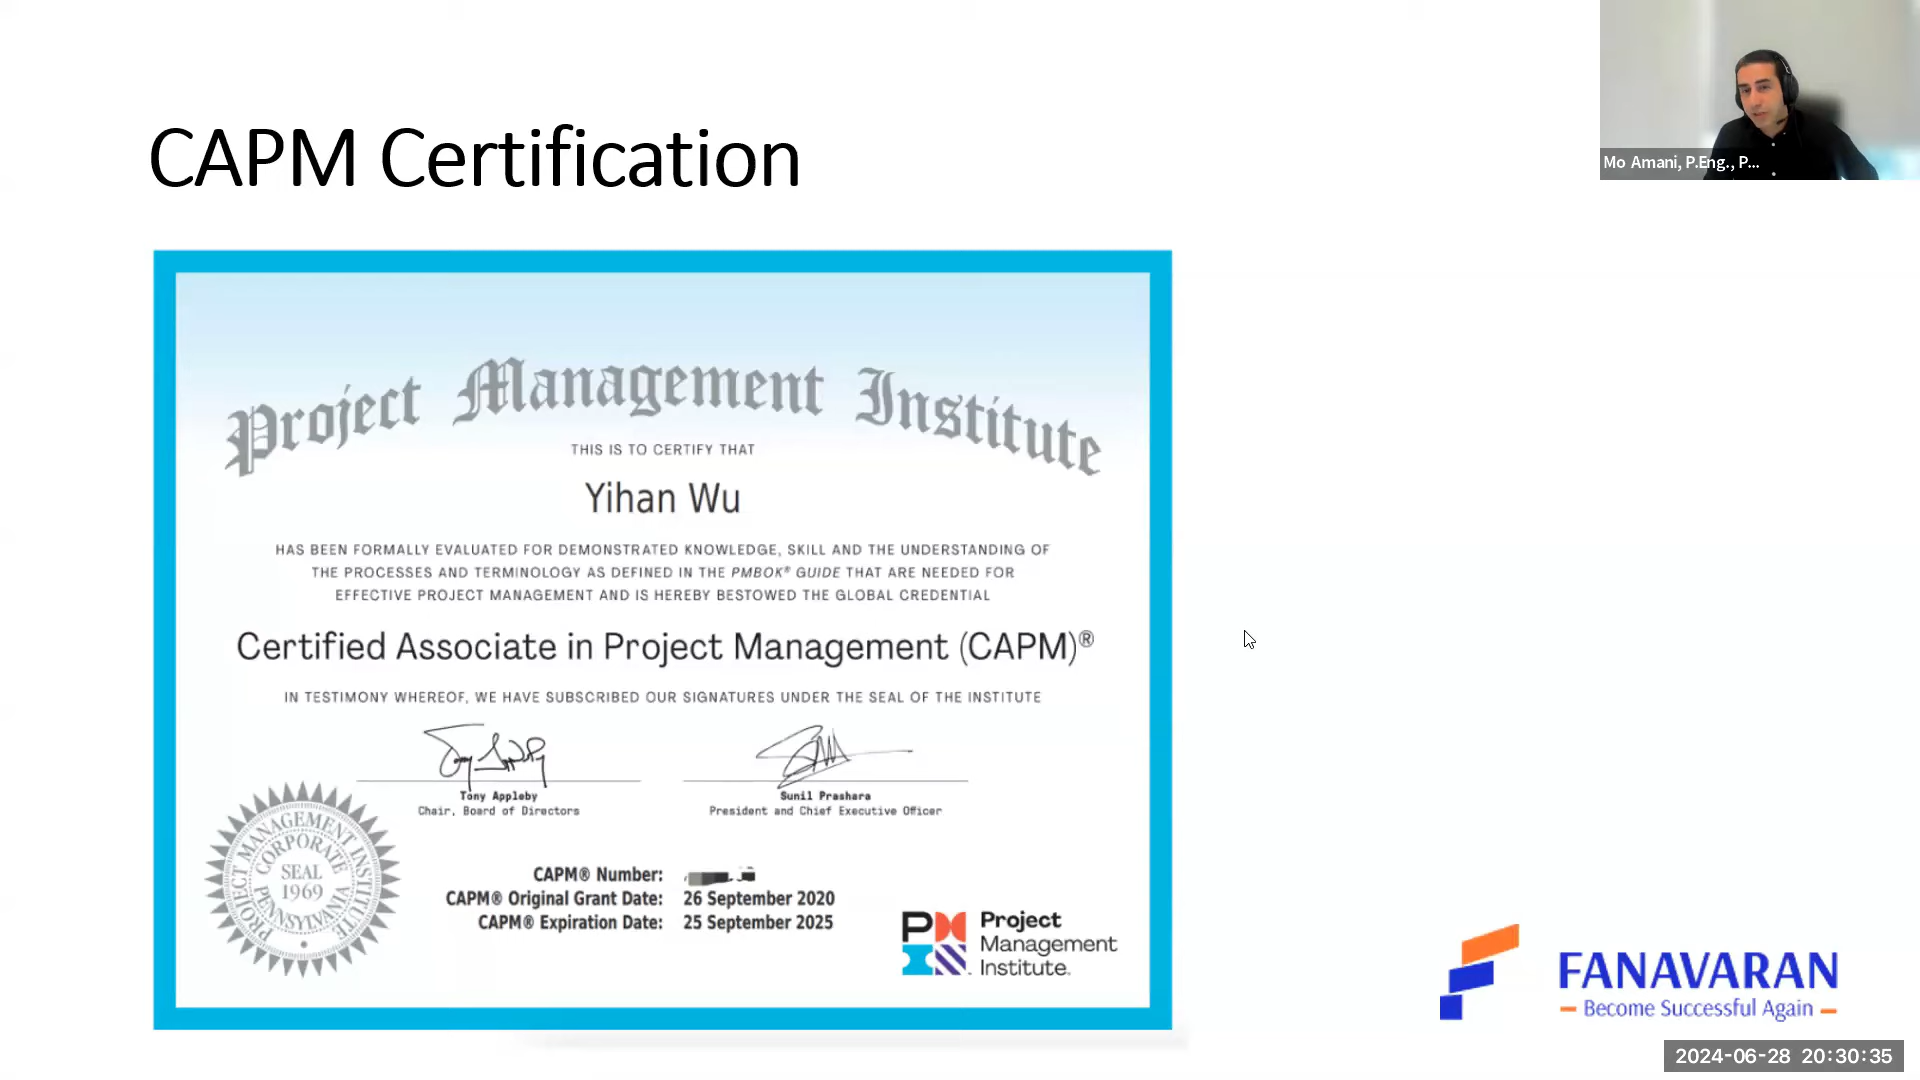 CAPM Certification
Mo Amani, P.Eng., P...
Project Management Institute
THIS IS TO CERTIFY THAT
Yihan Wu
HAS BEEN FORMALLY EVALUATED FOR DEMONSTRATED KNOWLEDGE, SKILL AND THE UNDERSTANDING OF
THE PROCESSES AND TERMINOLOGY AS DEFINED IN THE PMBOK® GUIDE THAT ARE NEEDED FOR
EFFECTIVE PROJECT MANAGEMENT AND IS HEREBY BESTOWED THE GLOBAL CREDENTIAL
Certified Associate in Project Management (CAPM)®
IN TESTIMONY WHEREOF, WE HAVE SUBSCRIBED OUR SIGNATURES UNDER THE SEAL OF THE INSTITUTE
Tony Appleby
Chair, Board of Directors
Sunil Prashara
President and Chief Executive Officer
PROJECT MANAGEMENT INSTITUTE
CORPORATE
SEAL
1969
PENNSYLVANIA
CAPM® Number:
CAPM® Original Grant Date: 26 September 2020
CAPM® Expiration Date: 25 September 2025
PM
Project
Management
Institute.
FANAVARAN
Become Successful Again
2024-06-28 20:30:35